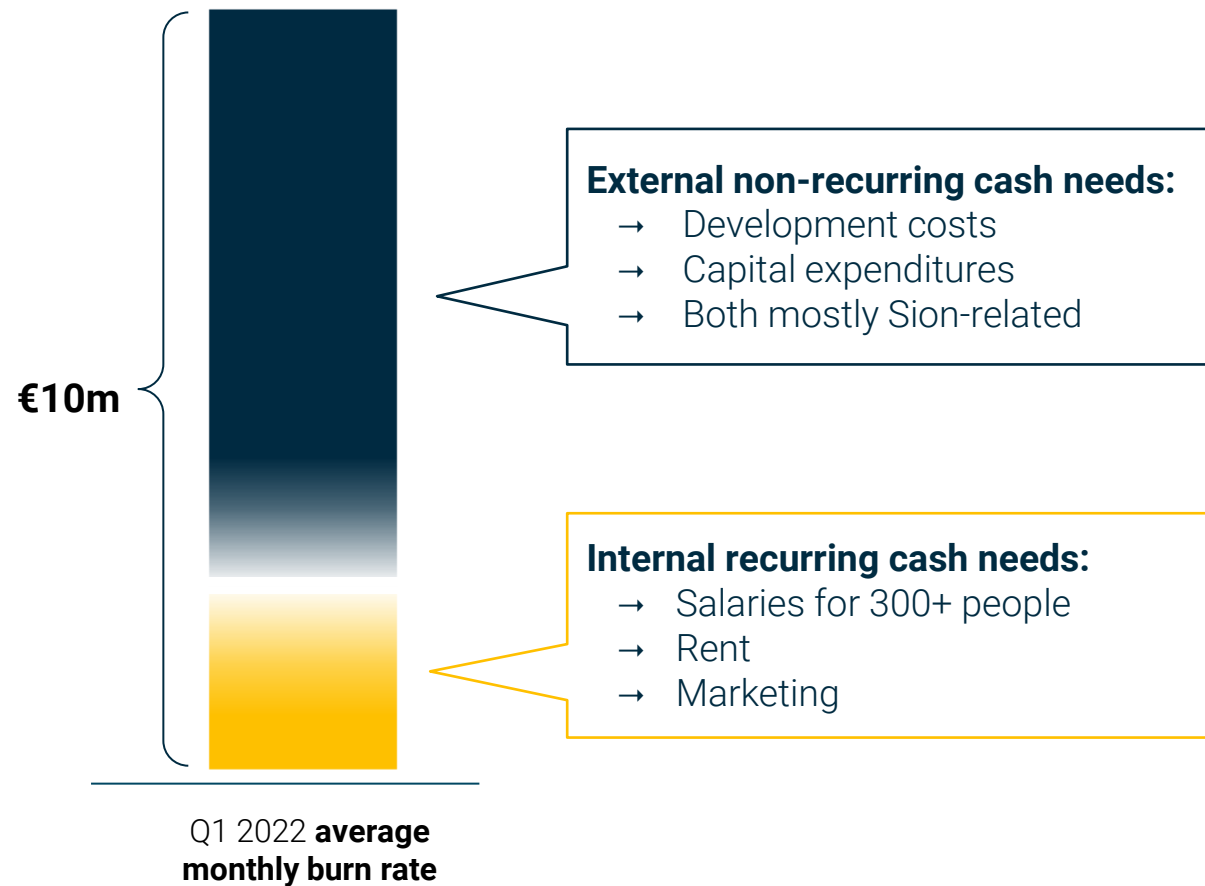 €10m
External non-recurring cash needs:
→ Development costs
→ Capital expenditures
→ Both mostly Sion-related
Internal recurring cash needs:
→ Salaries for 300+ people
→ Rent
→ Marketing
Q1 2022 average
monthly burn rate